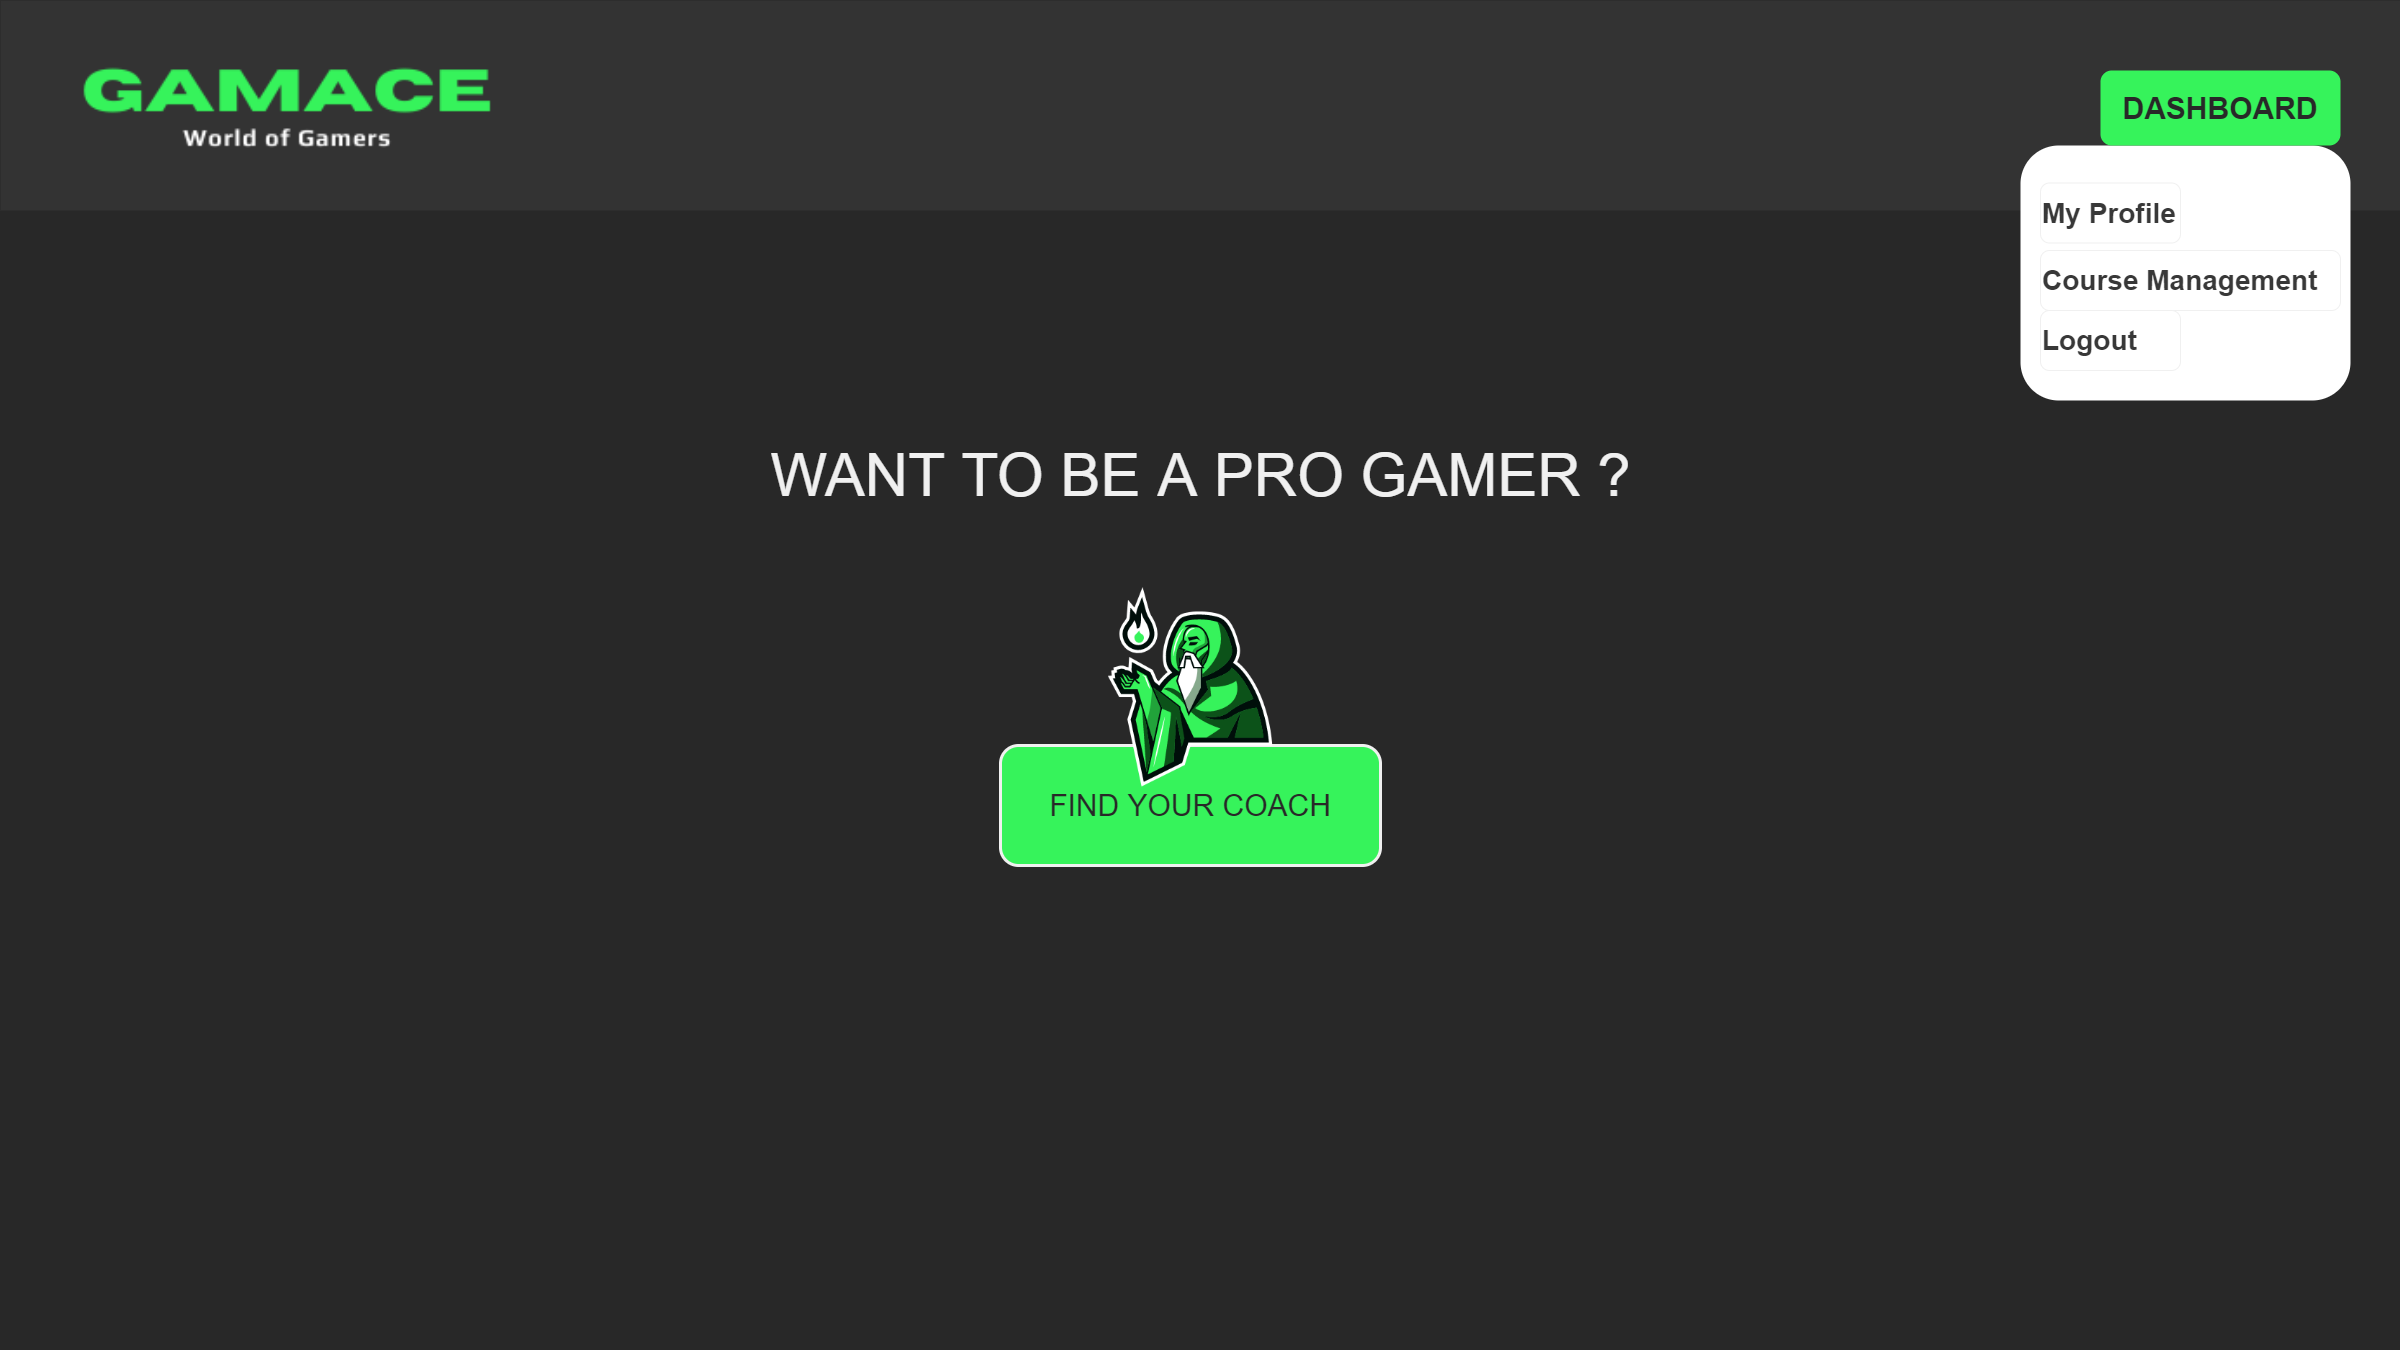 GAMACE
World of Gamers
DASHBOARD
My Profile
Course Management
Logout
WANT TO BE A PRO GAMER ?
FIND YOUR COACH